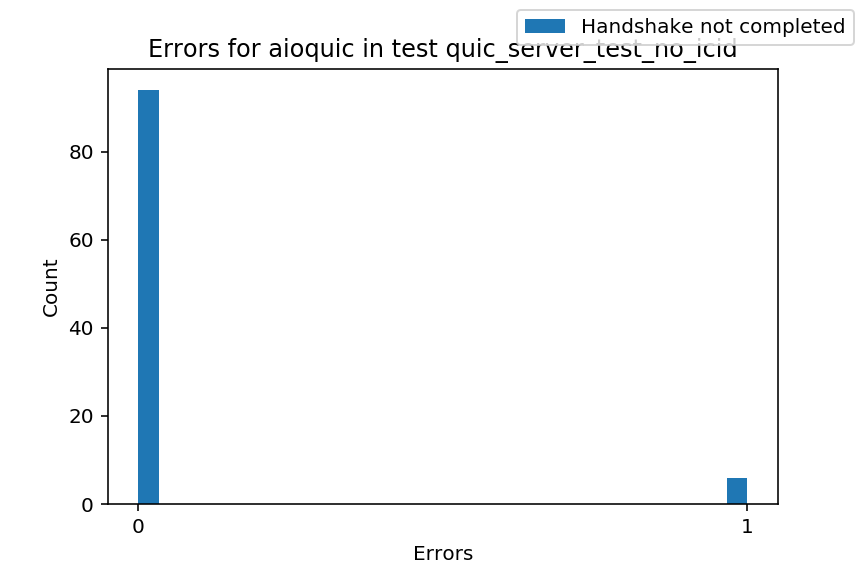 Handshake not completed
Errors for aioquic in test quic_server_test_no_icid
80
60
40
20
0
Count
0 1
Errors